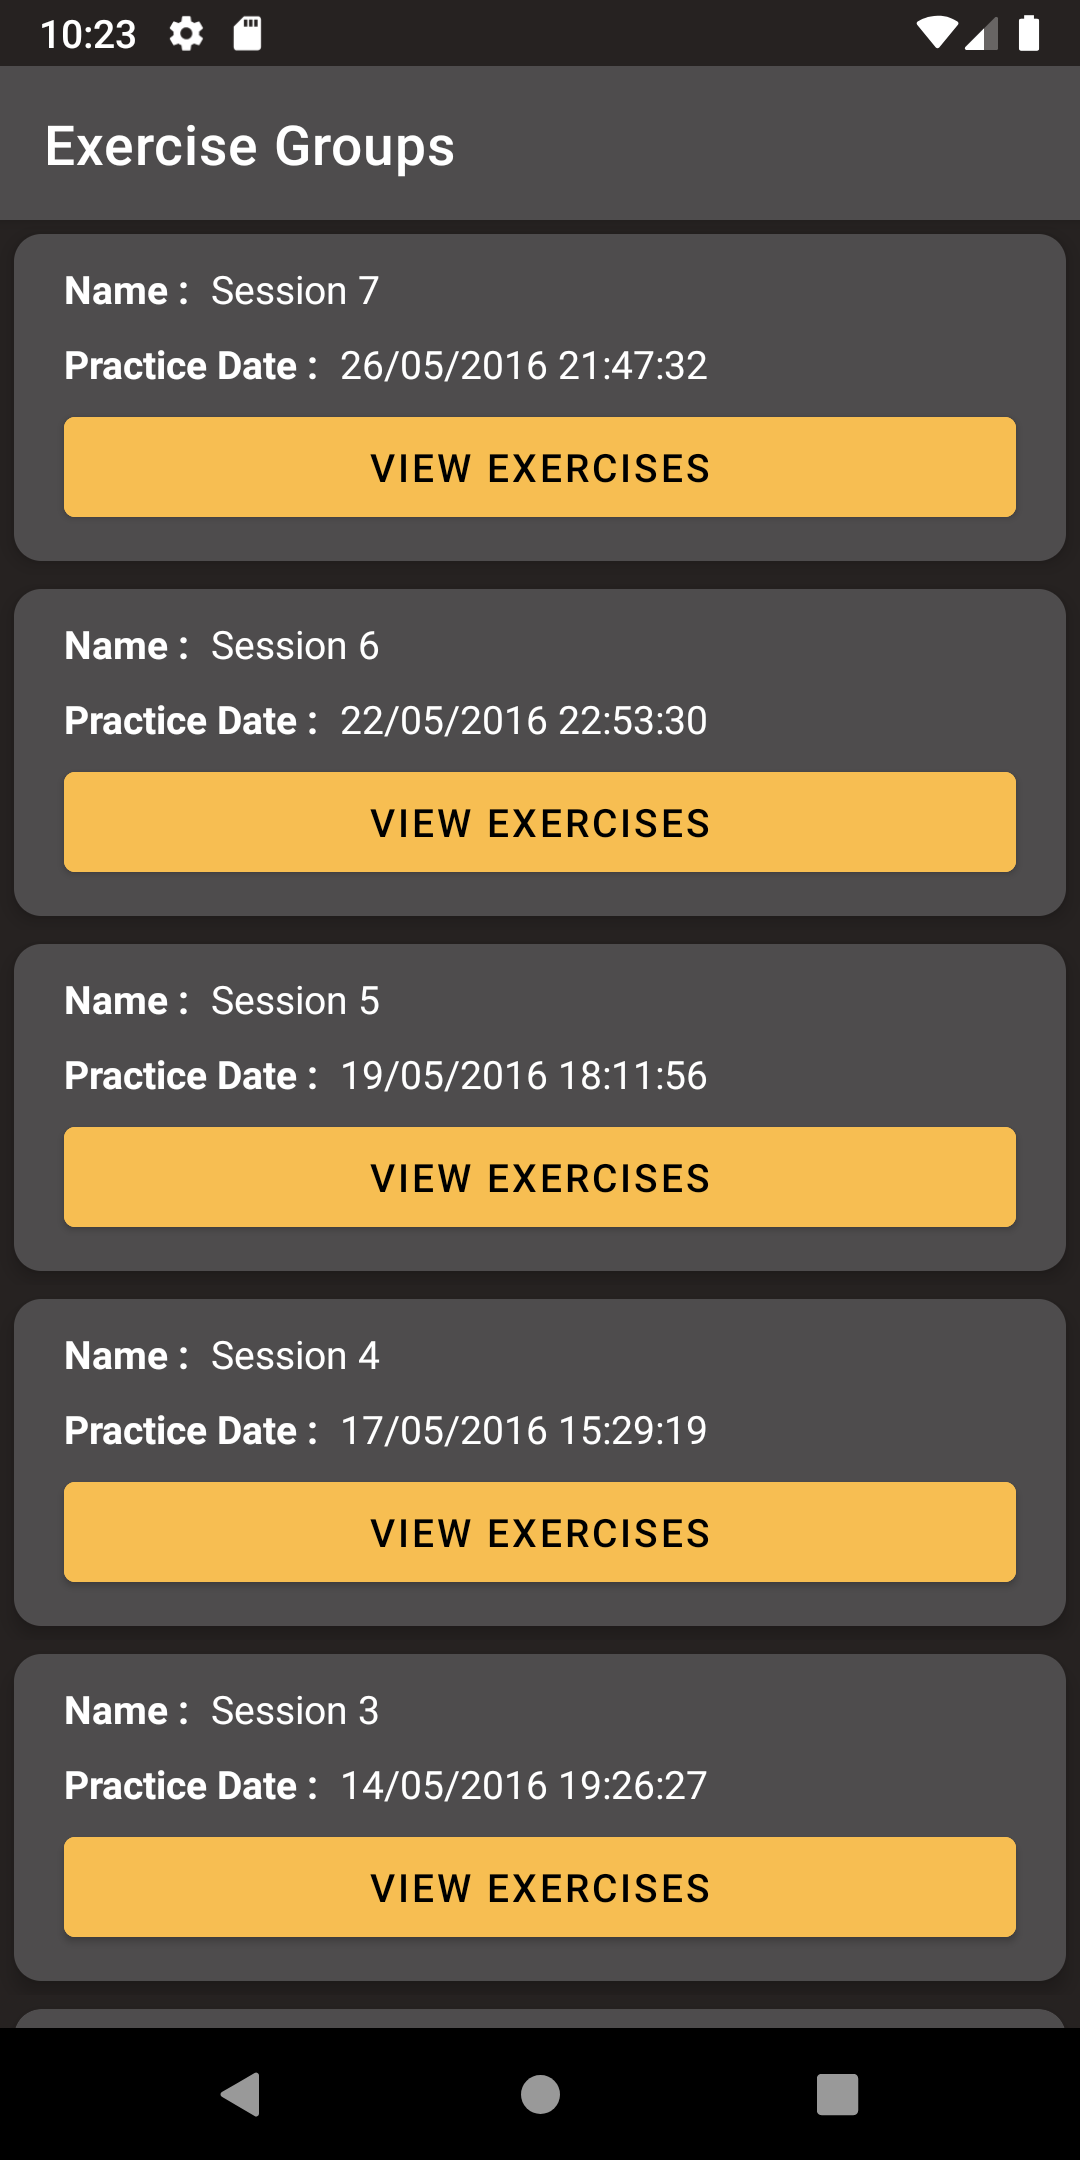 10:23
Exercise Groups
Name : Session 7
Practice Date : 26/05/2016 21:47:32
VIEW EXERCISES
Name : Session 6
Practice Date : 22/05/2016 22:53:30
VIEW EXERCISES
Name : Session 5
Practice Date : 19/05/2016 18:11:56
VIEW EXERCISES
Name : Session 4
Practice Date : 17/05/2016 15:29:19
VIEW EXERCISES
Name : Session 3
Practice Date : 14/05/2016 19:26:27
VIEW EXERCISES